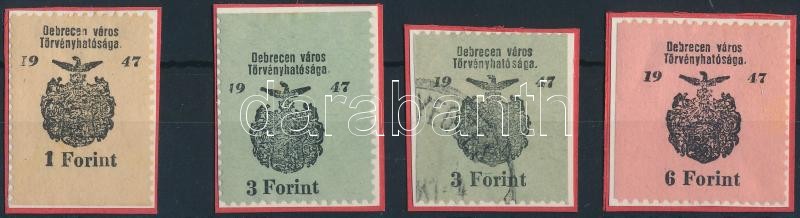 Debrecen város
Törvényhatósága.
19 47
1 Forint
Debrecen város
Törvényhatósága.
19 47
3 Forint
Debrecen város
Törvényhatósága.
19 47
3 Forint
Debrecen város
Törvényhatósága.
19 47
6 Forint
darabanth